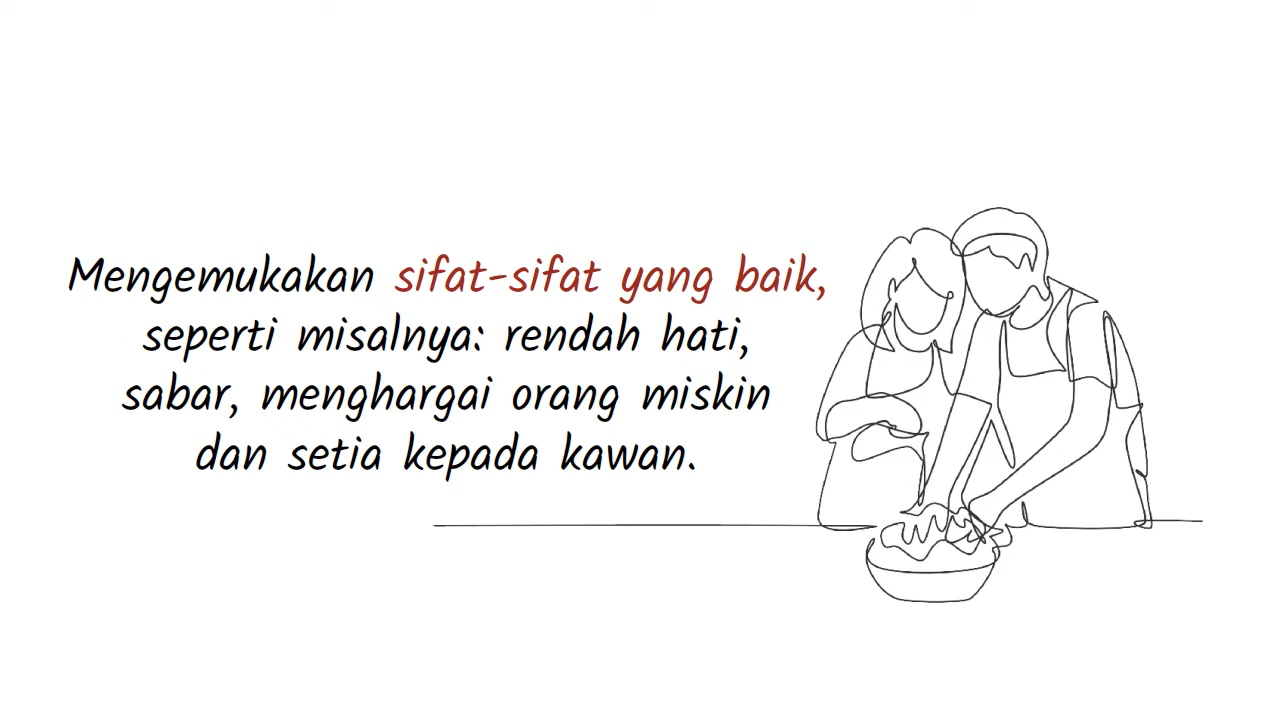 Mengemukakan sifat-sifat yang baik,
seperti misalnya: rendah hati,
sabar, menghargai orang miskin
dan setia kepada kawan.